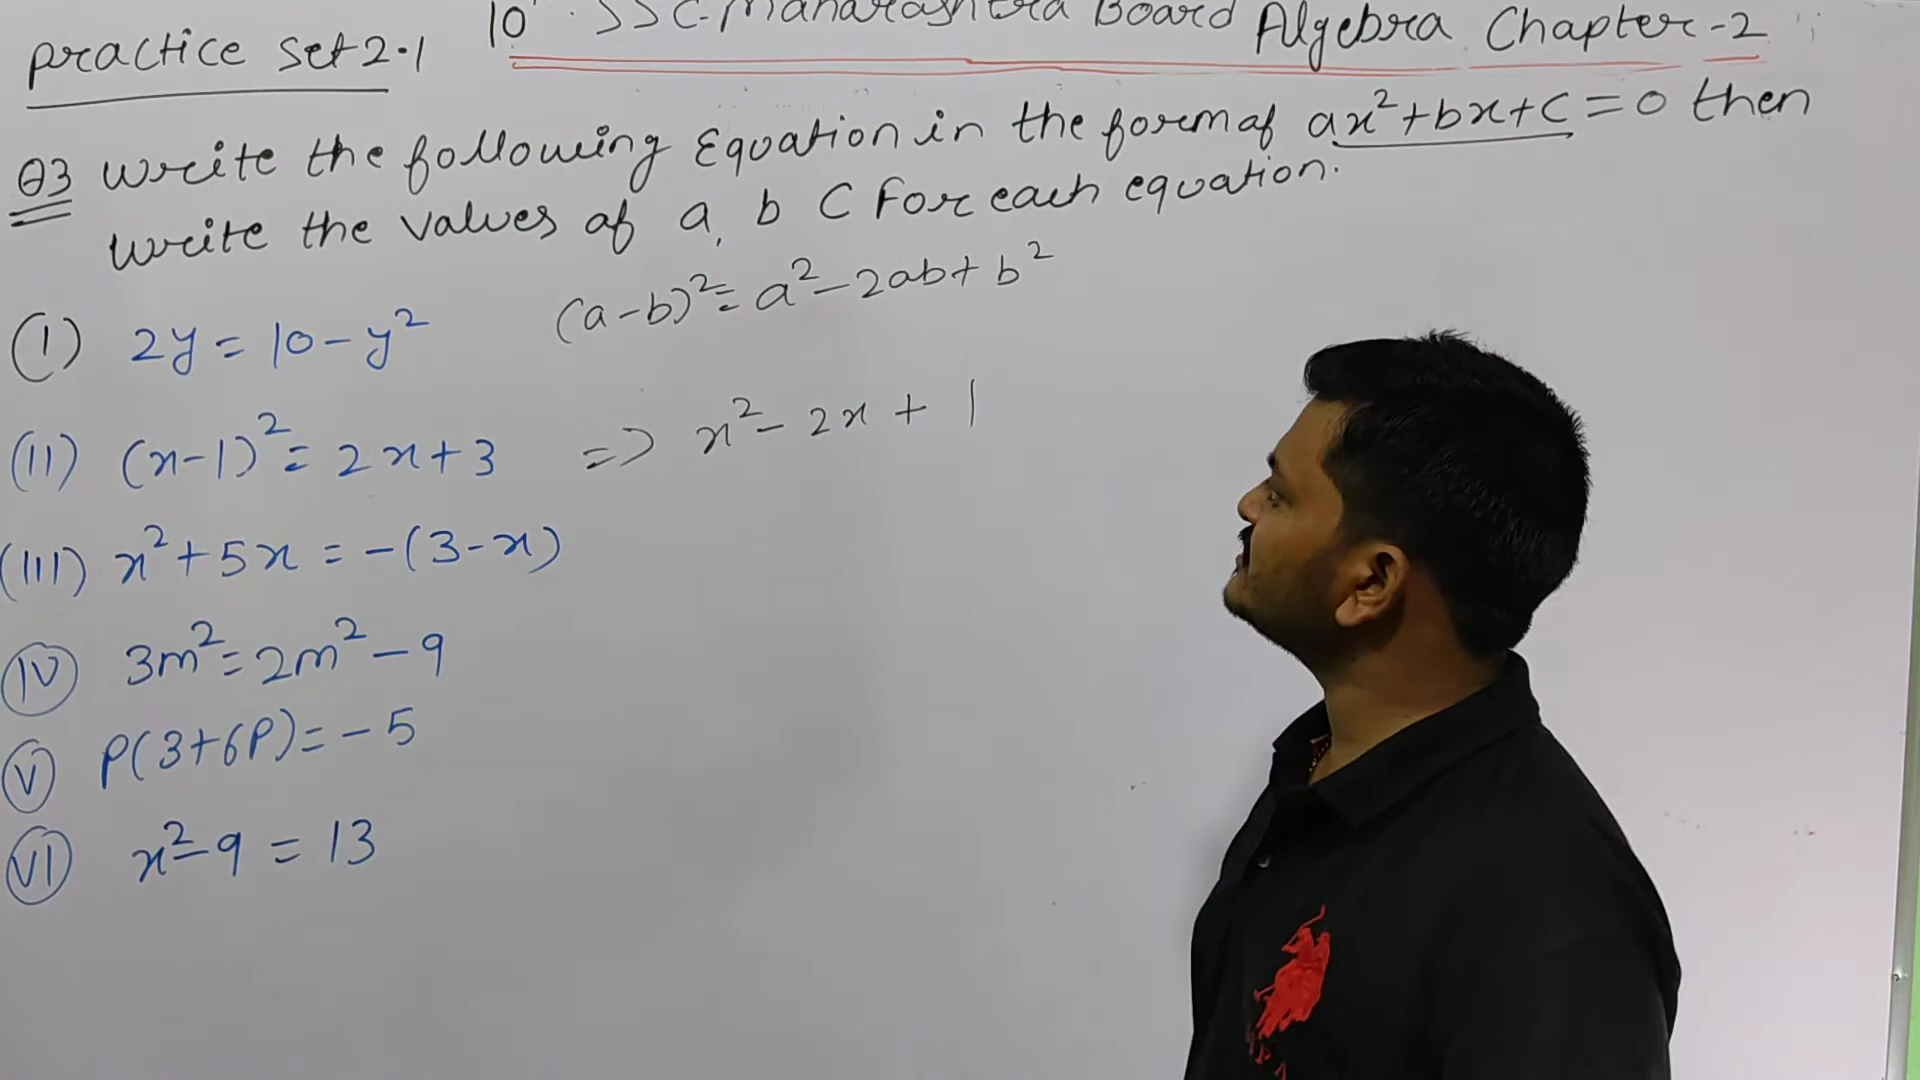 Practice Set 2.1
10 SSC-Maharashtra Board Algebra Chapter-2
Q3 Write the following Equation in the form of ax²+bx+c=0 then
write the values of a, b c For each equation.
(a-b)²=a²-2ab+b²
(I) 2y=10-y²
(II) (x-1)²=2x+3 => x²-2x+1
(III) x²+5x=-(3-x)
(IV) 3m²=2m²-9
(V) P(3+6P)=-5
(VI) x²-9=13